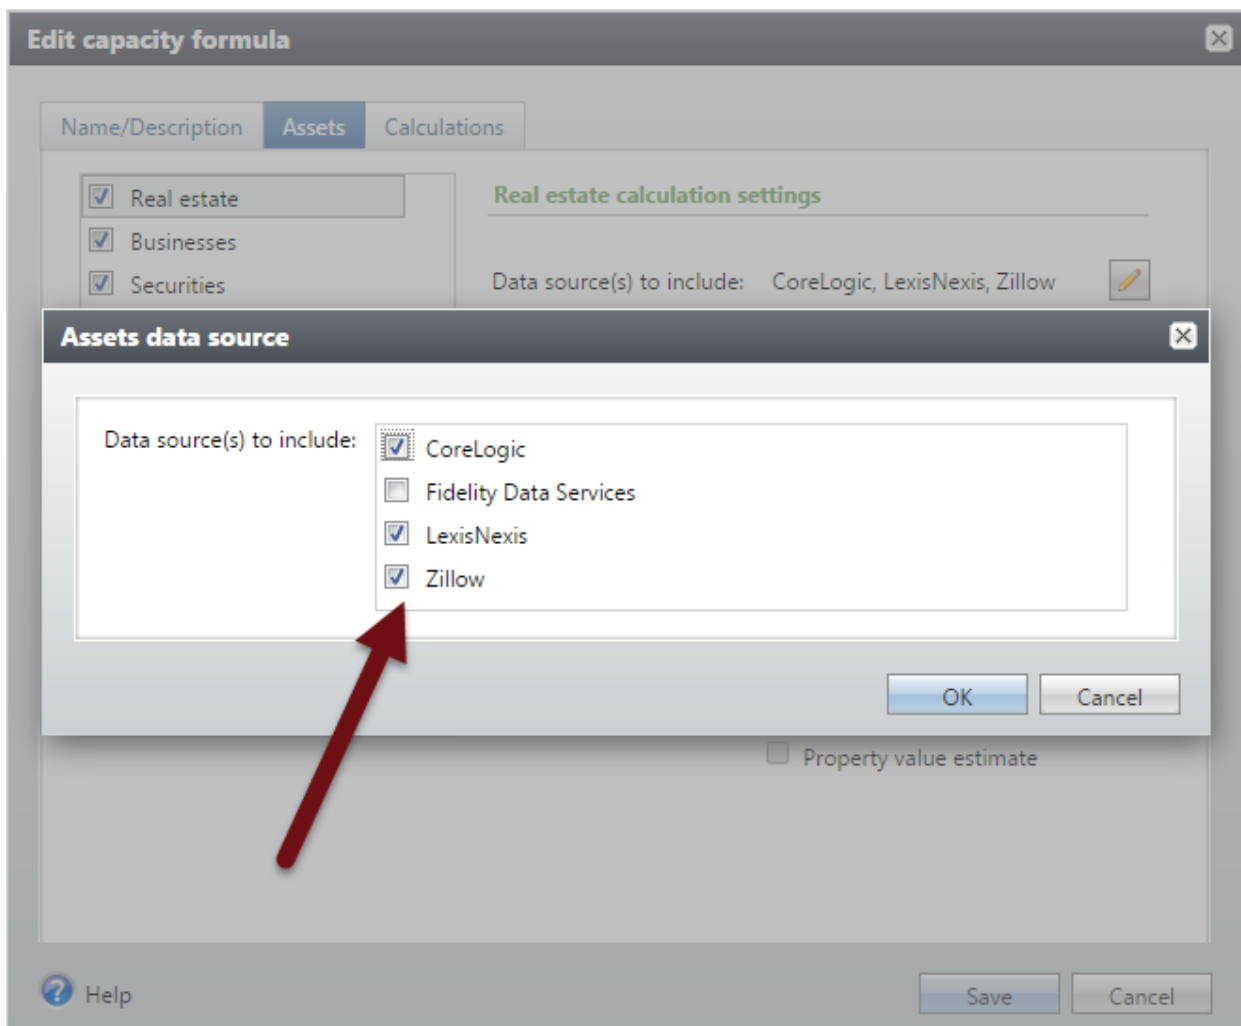 Edit capacity formula
Name/Description Assets Calculations
Real estate
Businesses
Securities
Real estate calculation settings
Data source(s) to include: CoreLogic, LexisNexis, Zillow
Assets data source
Data source(s) to include:
CoreLogic
Fidelity Data Services
LexisNexis
Zillow
OK Cancel
Property value estimate
? Help
Save Cancel